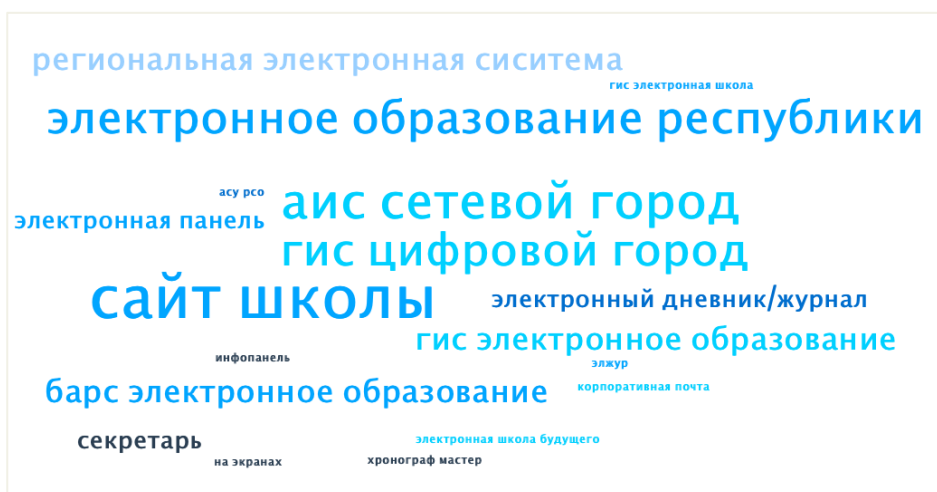 региональная электронная сиситема
гис электронная школа
электронное образование республики
асу рсо
аис сетевой город
электронная панель
гис цифровой город
сайт школы
электронный дневник/журнал
гис электронное образование
инфопанель
элжур
барс электронное образование
корпоративная почта
секретарь
электронная школа будущего
на экранах
хронограф мастер